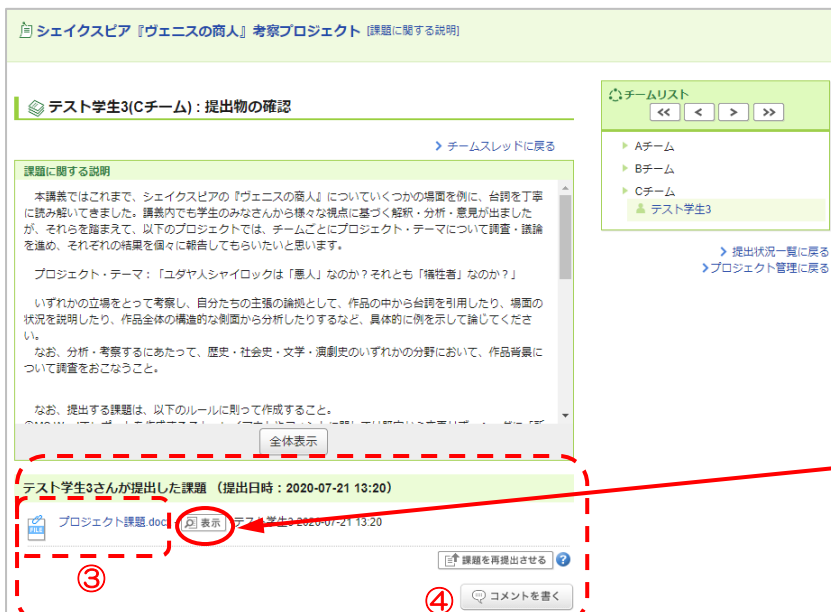 シェイクスピア『ヴェニスの商人』考察プロジェクト [課題に関する説明]
テスト学生3(Cチーム) : 提出物の確認
チームスレッドに戻る
課題に関する説明
本講義ではこれまで、シェイクスピアの『ヴェニスの商人』についていくつかの場面を例に、台詞を丁寧
に読み解いてきました。講義内でも学生のみなさんから様々な視点に基づく解釈・分析・意見が出ました
が、それらを踏まえて、以下のプロジェクトでは、チームごとにプロジェクト・テーマについて調査・議論
を進め、それぞれの結果を個々に報告してもらいたいと思います。
プロジェクト・テーマ：「ユダヤ人シャイロックは「悪人」なのか？それとも「犠牲者」なのか？」
いずれかの立場をとって考察し、自分たちの主張の論拠として、作品の中から台詞を引用したり、場面の
状況を説明したり、作品全体の構造的な側面から分析したりするなど、具体的に例を示して論じてくださ
い。
なお、分析・考察するにあたって、歴史・社会史・文学・演劇史のいずれかの分野において、作品背景に
ついて調査をおこなうこと。
なお、提出する課題は、以下のルールに則って作成すること。
全体表示
テスト学生3さんが提出した課題 （提出日時：2020-07-21 13:20）
FILE
プロジェクト課題.doc
表示
テスト学生3 2020-07-21 13:20
課題を再提出させる ?
③
④ コメントを書く
チームリスト
<< < > >>
Aチーム
Bチーム
Cチーム
テスト学生3
提出状況一覧に戻る
プロジェクト管理に戻る